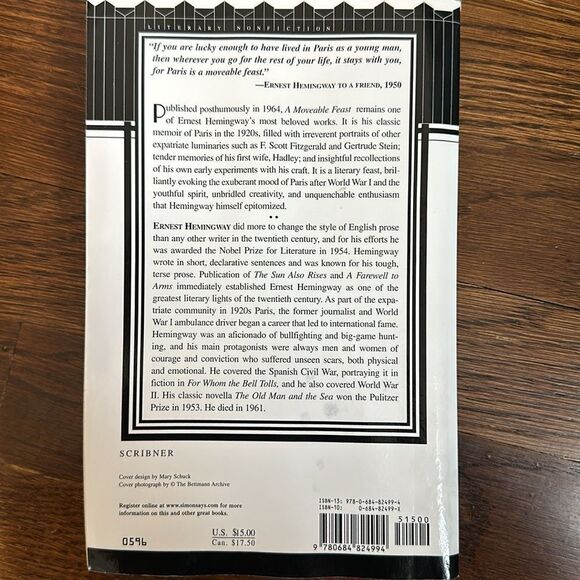 LITERARY NONFICTION
“If you are lucky enough to have lived in Paris as a young man,
then wherever you go for the rest of your life, it stays with you,
for Paris is a moveable feast.”
—ERNEST HEMINGWAY TO A FRIEND, 1950
Published posthumously in 1964, A Moveable Feast remains one
of Ernest Hemingway's most beloved works. It is his classic
memoir of Paris in the 1920s, filled with irreverent portraits of other
expatriate luminaries such as F. Scott Fitzgerald and Gertrude Stein;
tender memories of his first wife, Hadley; and insightful recollections
of his own early experiments with his craft. It is a literary feast, bril-
liantly evoking the exuberant mood of Paris after World War I and the
youthful spirit, unbridled creativity, and unquenchable enthusiasm
that Hemingway himself epitomized.
••
ERNEST HEMINGWAY did more to change the style of English prose
than any other writer in the twentieth century, and for his efforts he
was awarded the Nobel Prize for Literature in 1954. Hemingway
wrote in short, declarative sentences and was known for his tough,
terse prose. Publication of The Sun Also Rises and A Farewell to
Arms immediately established Ernest Hemingway as one of the
greatest literary lights of the twentieth century. As part of the expa-
triate community in 1920s Paris, the former journalist and World
War I ambulance driver began a career that led to international fame.
Hemingway was an aficionado of bullfighting and big-game hunt-
ing, and his main protagonists were always men and women of
courage and conviction who suffered unseen scars, both physical
and emotional. He covered the Spanish Civil War, portraying it in
fiction in For Whom the Bell Tolls, and he also covered World War
II. His classic novella The Old Man and the Sea won the Pulitzer
Prize in 1953. He died in 1961.
SCRIBNER
Cover design by Mary Schuck
Cover photograph by © The Bettmann Archive
Register online at www.simonsays.com for more
information on this and other great books.
0596
U.S. $15.00
Can. $17.50
ISBN-13: 978-0-684-82499-4
ISBN-10: 0-684-82499-X
51500
9 780684 824994